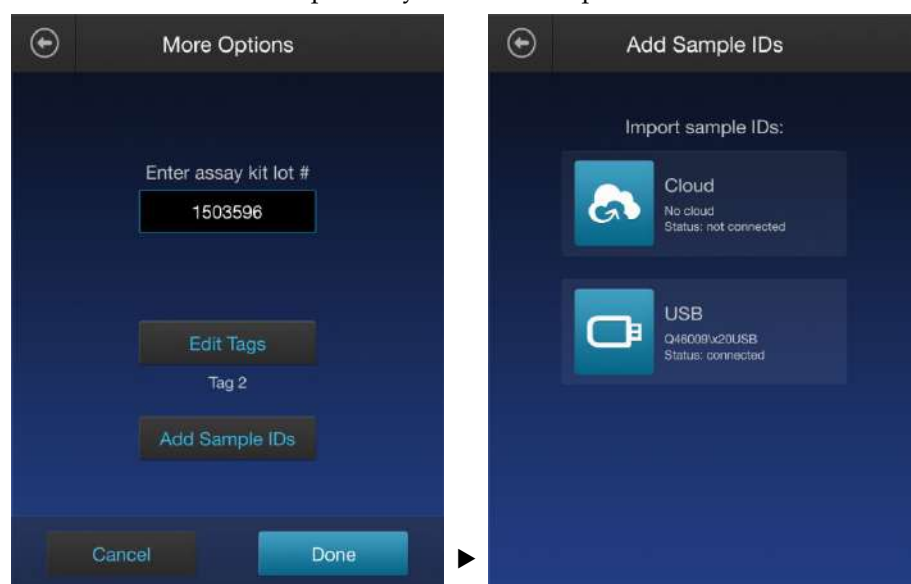 More Options
Enter assay kit lot #
1503596
Edit Tags
Tag 2
Add Sample IDs
Cancel
Done
Add Sample IDs
Import sample IDs:
Cloud
No cloud
Status: not connected
USB
Q46009\x20USB
Status: connected